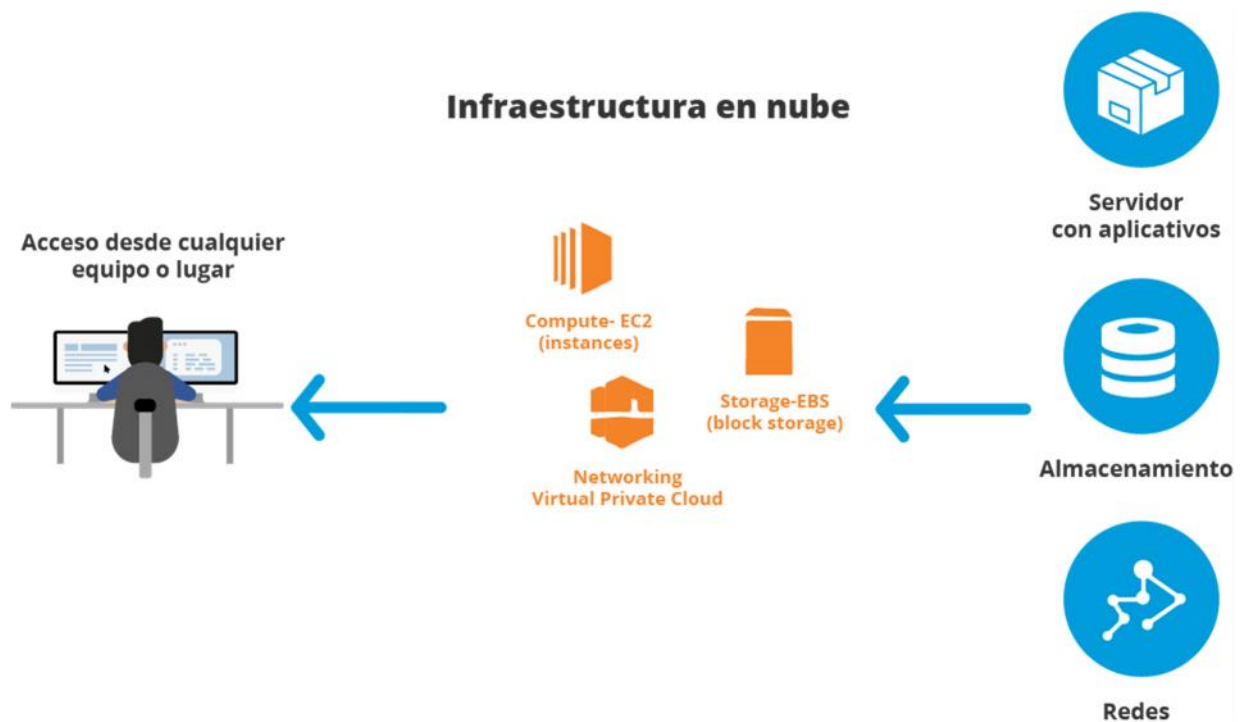 Infraestructura en nube
Acceso desde cualquier
equipo o lugar
Compute- EC2
(instances)
Storage-EBS
(block storage)
Networking
Virtual Private Cloud
Servidor
con aplicativos
Almacenamiento
Redes